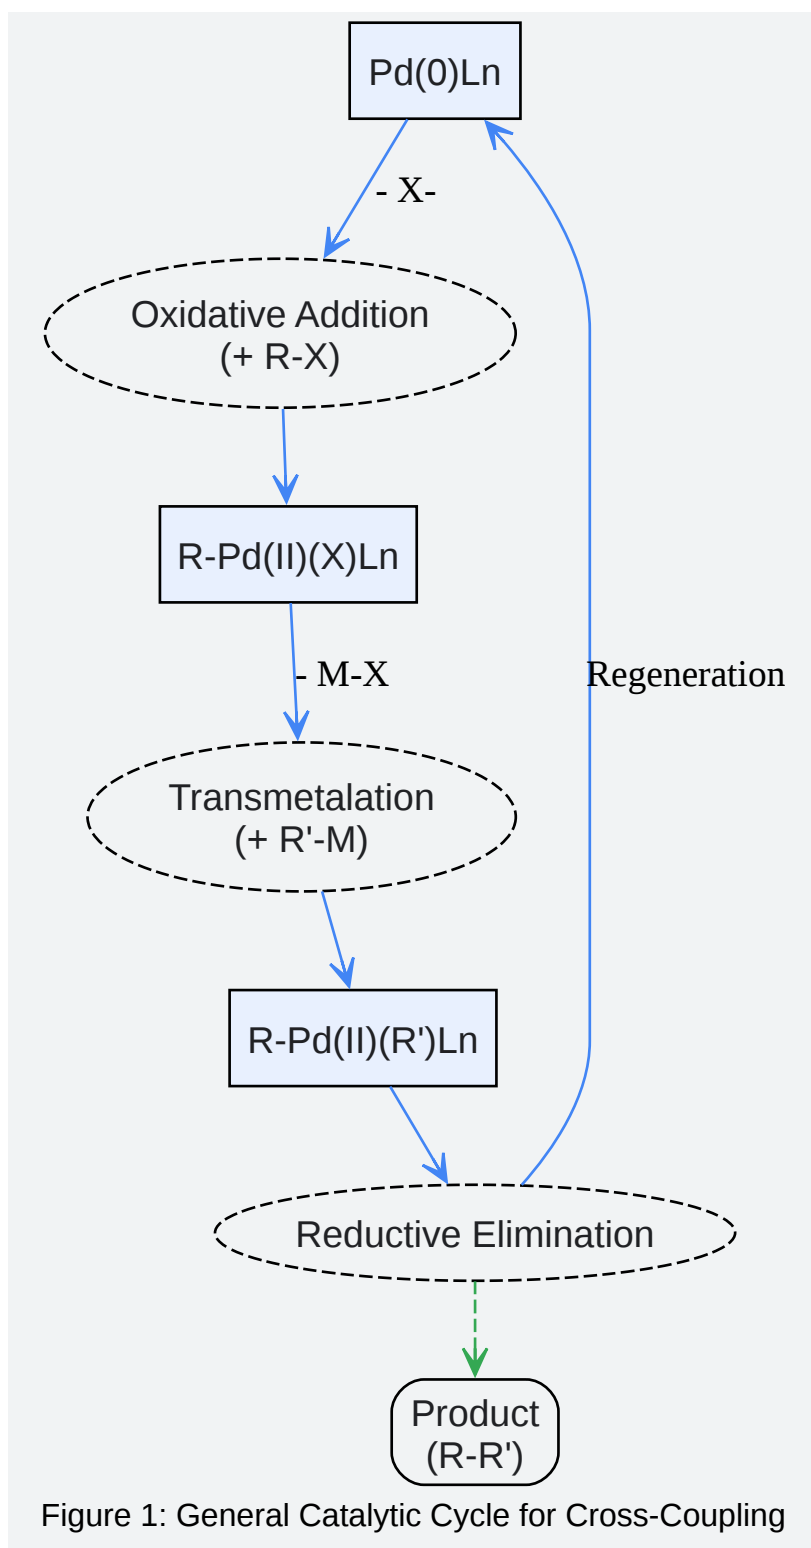 Pd(0)Ln
- X-
Oxidative Addition
(+ R-X)
R-Pd(II)(X)Ln
- M-X
Regeneration
Transmetalation
(+ R'-M)
R-Pd(II)(R')Ln
Reductive Elimination
Product
(R-R')
Figure 1: General Catalytic Cycle for Cross-Coupling